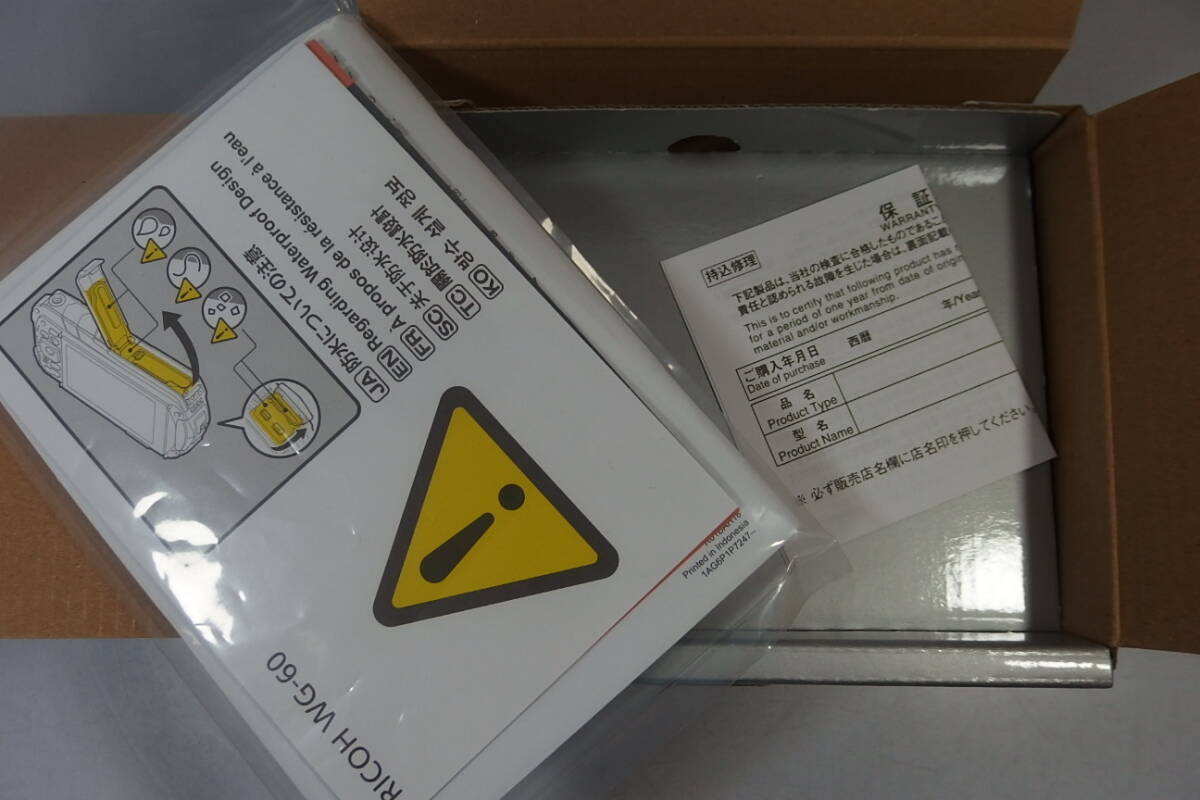 RICOH WG-60
JA 防水についての注意
EN Regarding Waterproof Design
FR A propos de la résistance à l'eau
SC 关于防水设计
TC 關於防水設計
KO 방수 설계 정보
Printed in Indonesia
1AG6P1P7247--
保 証
WARRANT
持込修理
下記製品は、当社の検査に合格したものであるこ
責任と認められる故障を生した場合は、裏面記載
This is to certify that following product has
for a period of one year from date of origin
material and/or workmanship.
ご購入年月日 西暦 年/Year
Date of purchase
品 名
Product Type
型 名
Product Name
※ 必ず販売店名欄に店名印を押してください。